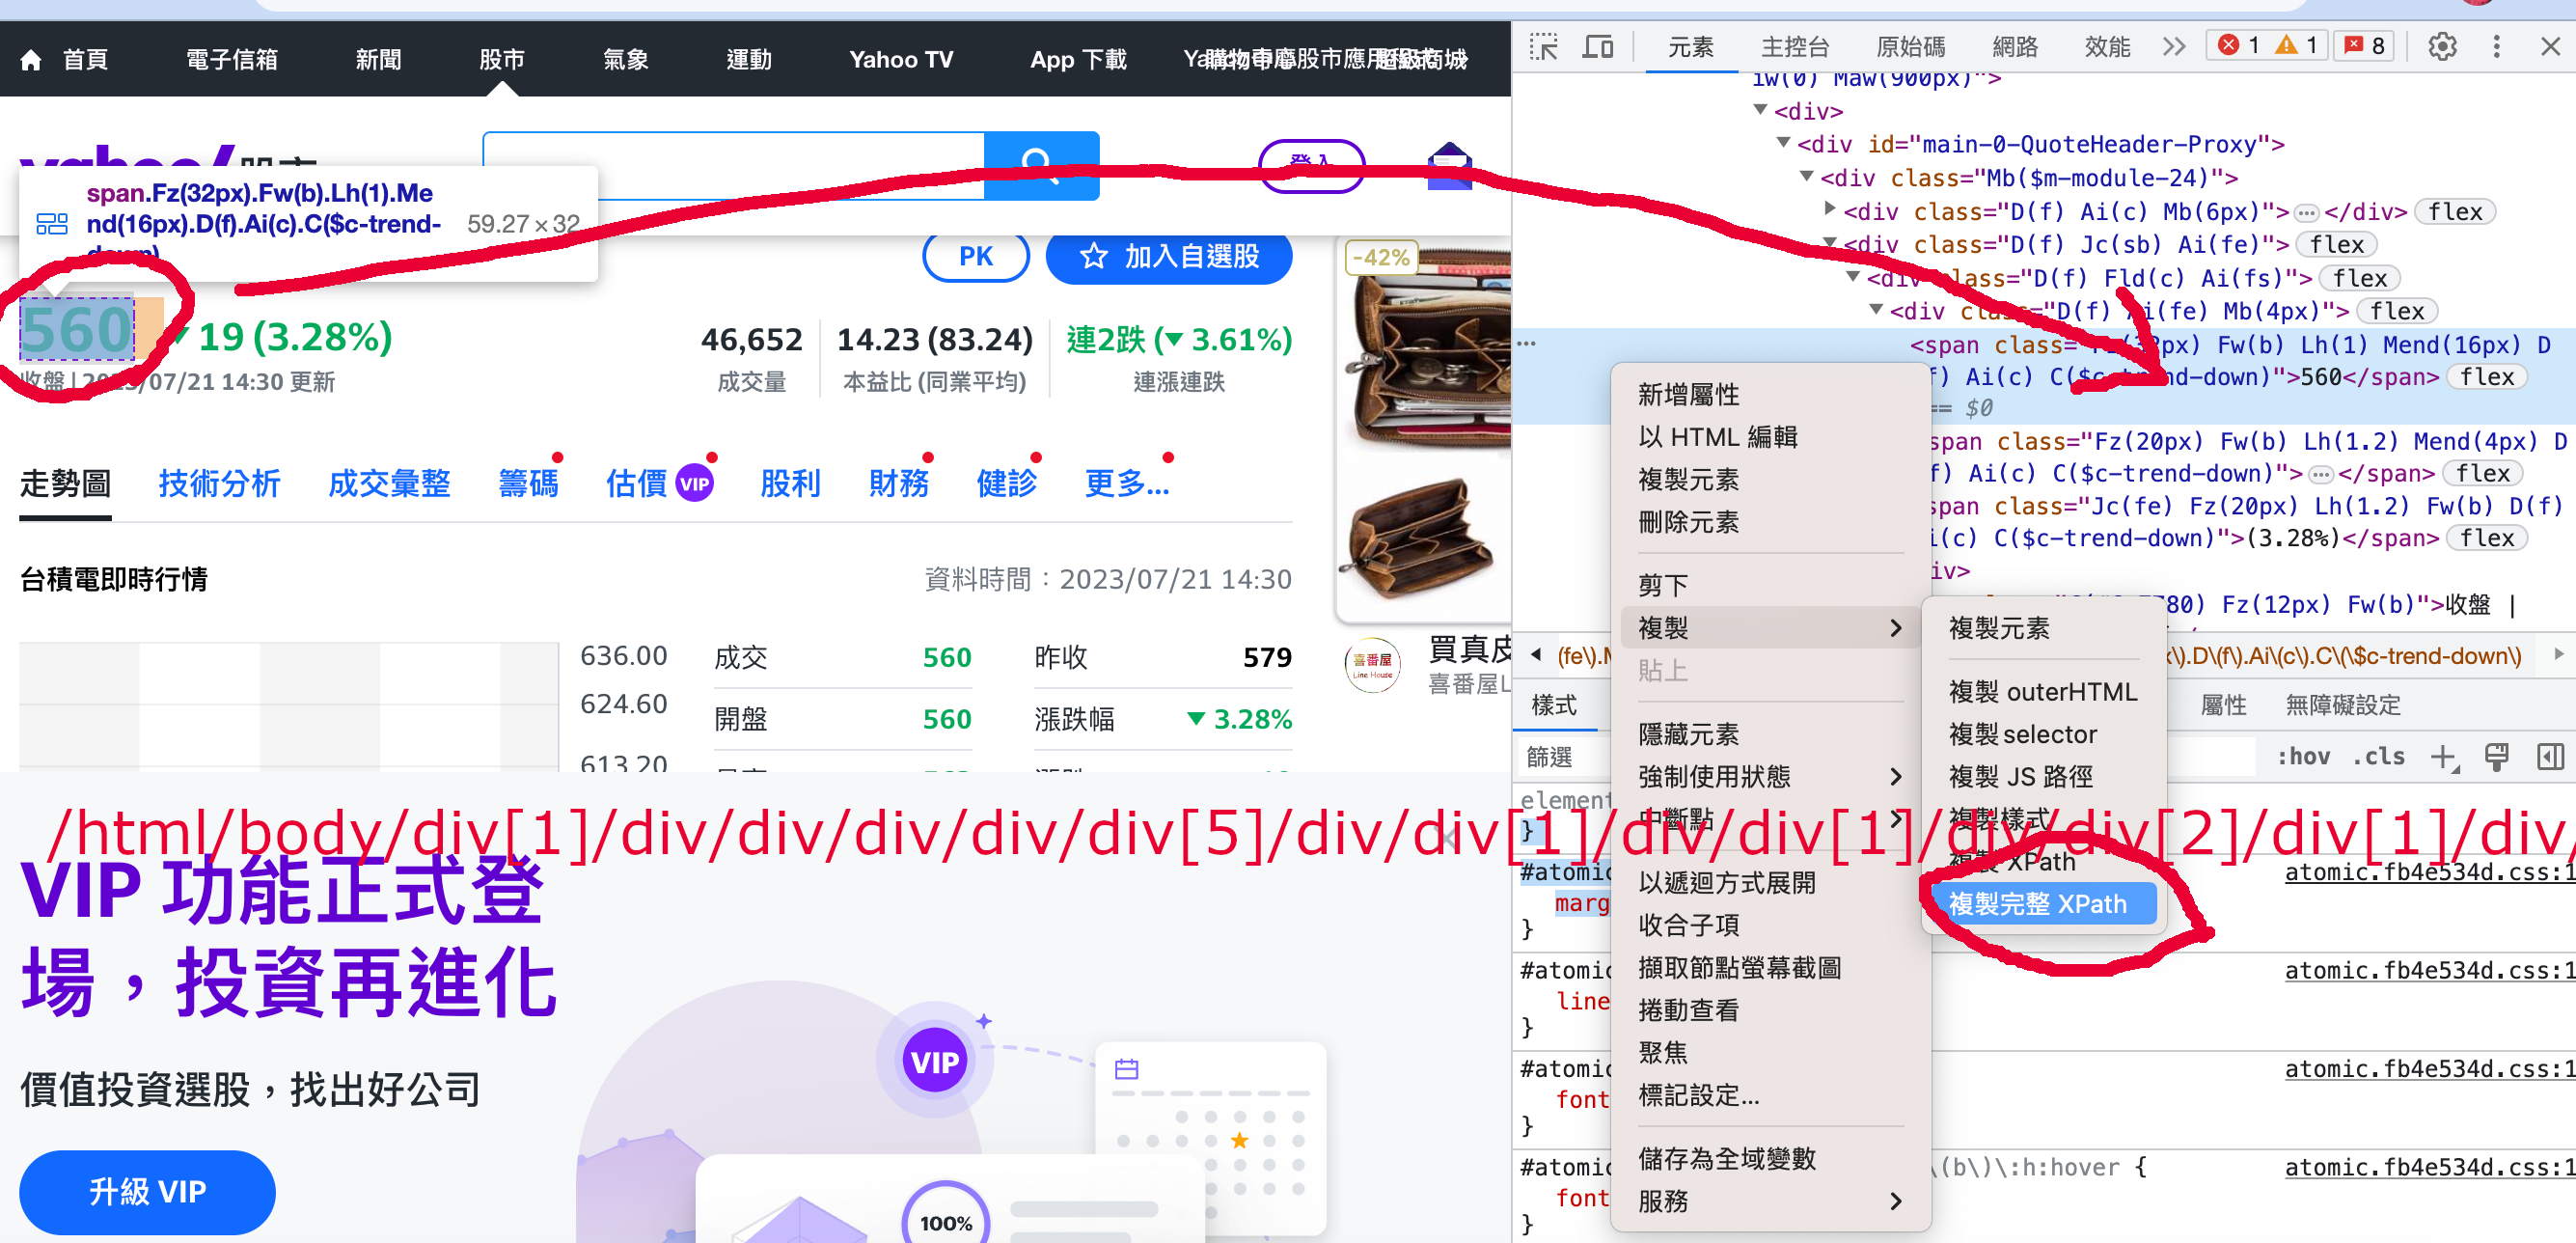 首頁 電子信箱 新聞 股市 氣象 運動 Yahoo TV App 下載
登入
span.Fz(32px).Fw(b).Lh(1).Me
nd(16px).D(f).Ai(c).C($c-trend-
down)
59.27×32
PK
加入自選股
560
19 (3.28%)
收盤 | 2023/07/21 14:30 更新
46,652
成交量
14.23 (83.24)
本益比 (同業平均)
連2跌 (▼ 3.61%)
連漲連跌
走勢圖 技術分析 成交彙整 籌碼 估價 VIP 股利 財務 健診 更多...
台積電即時行情
資料時間：2023/07/21 14:30
636.00
624.60
613.20
成交 560
昨收 579
開盤 560
漲跌幅 ▼ 3.28%
-42%
喜番屋
Line House
買真皮
喜番屋L
/html/body/div[1]/div/div/div/div/div[5]/div/div[1]/div/div[1]/div/div[2]/div[1]/div/
VIP 功能正式登
場，投資再進化
價值投資選股，找出好公司
升級 VIP
VIP
100%
元素 主控台 原始碼 網路 效能 1 1 8
iw(0) Maw(900px)">
<div>
<div id="main-0-QuoteHeader-Proxy">
<div class="Mb($m-module-24)">
<div class="D(f) Ai(c) Mb(6px)"> ⋯ </div> flex
<div class="D(f) Jc(sb) Ai(fe)"> flex
<div class="D(f) Fld(c) Ai(fs)"> flex
<div class="D(f) Ai(fe) Mb(4px)"> flex
<span class="Fz(32px) Fw(b) Lh(1) Mend(16px) D
f) Ai(c) C($c-trend-down)">560</span> flex
== $0
span class="Fz(20px) Fw(b) Lh(1.2) Mend(4px) D
f) Ai(c) C($c-trend-down)"> ⋯ </span> flex
span class="Jc(fe) Fz(20px) Lh(1.2) Fw(b) D(f)
i(c) C($c-trend-down)">(3.28%)</span> flex
iv>
780) Fz(12px) Fw(b)">收盤 |
(fe\).M
x\).D\(f\).Ai\(c\).C\(\$c-trend-down\)
樣式 屬性 無障礙設定
篩選 :hov .cls
element
}
#atomic
marg
}
atomic.fb4e534d.css:1
#atomic
line
}
atomic.fb4e534d.css:1
#atomic
font
}
atomic.fb4e534d.css:1
#atomic
\(b\)\:h:hover {
font
}
atomic.fb4e534d.css:1
新增屬性
以 HTML 編輯
複製元素
刪除元素
剪下
複製
貼上
隱藏元素
強制使用狀態
中斷點
以遞迴方式展開
收合子項
擷取節點螢幕截圖
捲動查看
聚焦
標記設定...
儲存為全域變數
服務
複製元素
複製 outerHTML
複製 selector
複製 JS 路徑
複製樣式
複製 XPath
複製完整 XPath